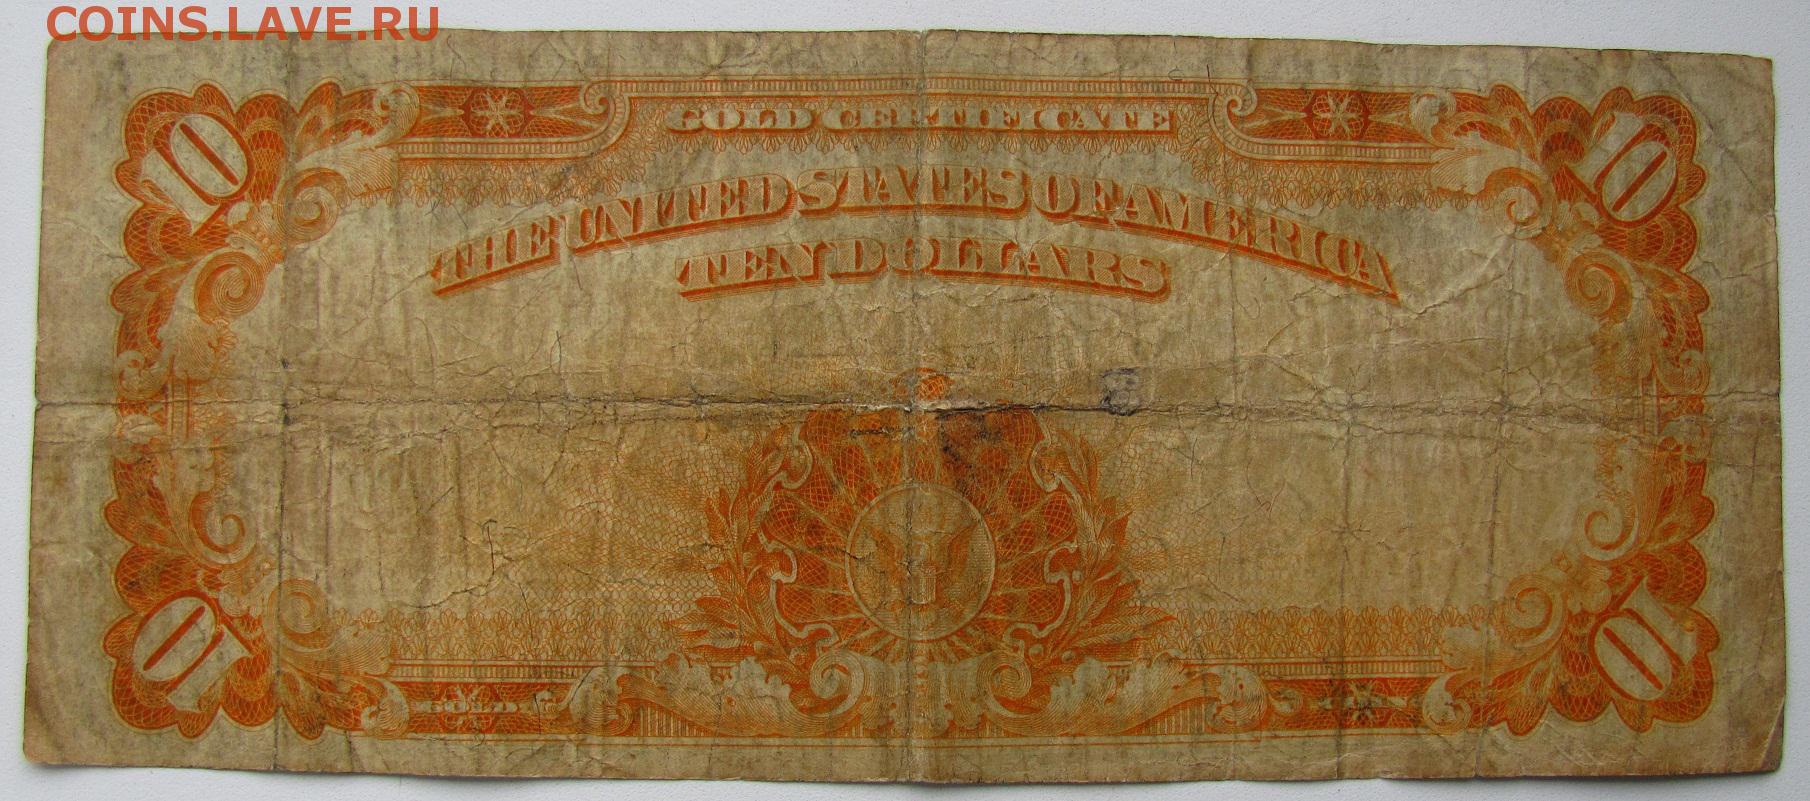 COINS.LAVE.RU
10 10
GOLD CERTIFICATE
THE UNITED STATES OF AMERICA
TEN DOLLARS
10 10